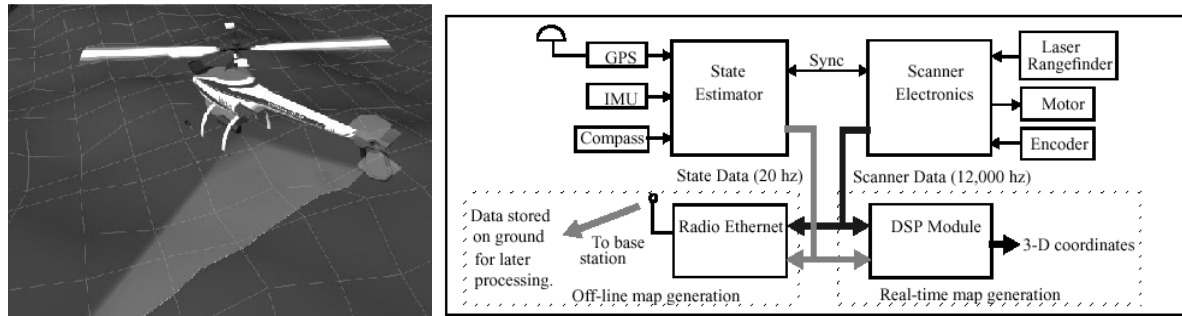 GPS
IMU
Compass
State
Estimator
Sync
Scanner
Electronics
Laser
Rangefinder
Motor
Encoder
State Data (20 hz)
Scanner Data (12,000 hz)
Data stored
on ground
for later
processing.
To base
station
Radio Ethernet
DSP Module
3-D coordinates
Off-line map generation
Real-time map generation